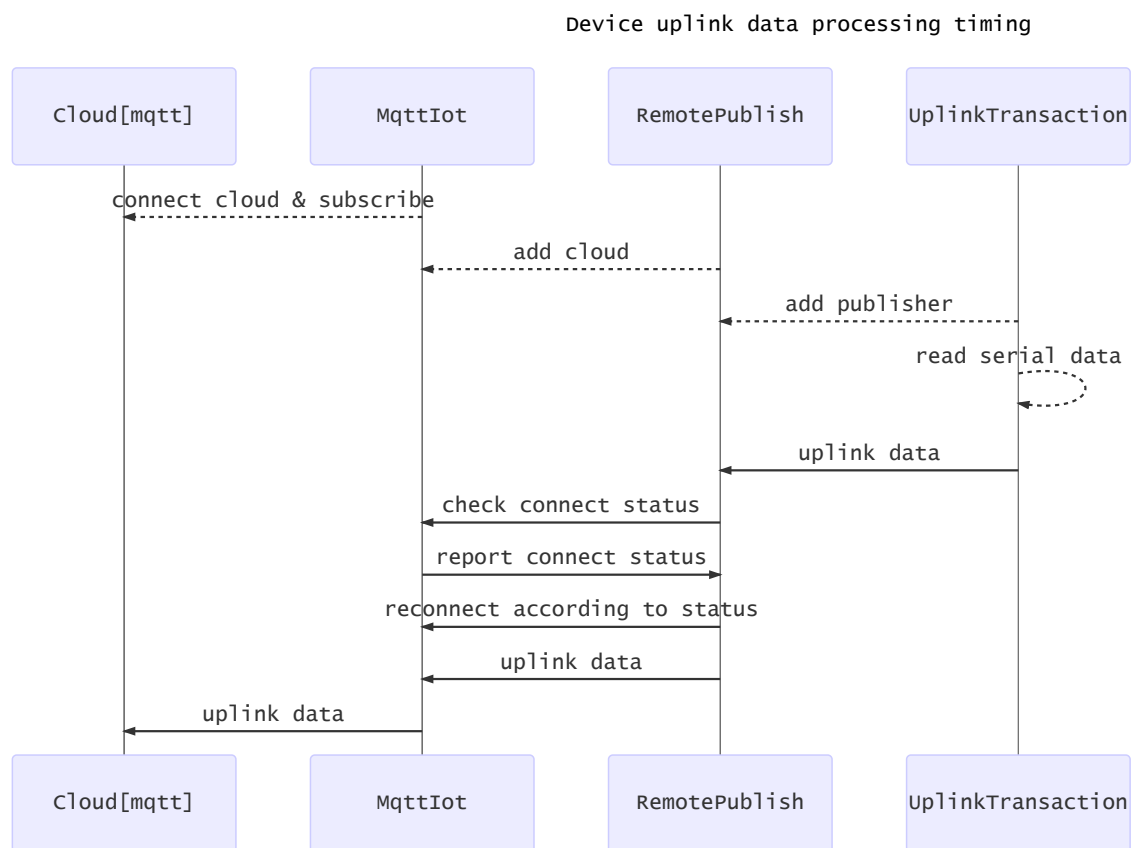 Device uplink data processing timing
Cloud[mqtt]
MqttIot
RemotePublish
UplinkTransaction
connect cloud & subscribe
add cloud
add publisher
read serial data
uplink data
check connect status
report connect status
reconnect according to status
uplink data
uplink data
Cloud[mqtt]
MqttIot
RemotePublish
UplinkTransaction